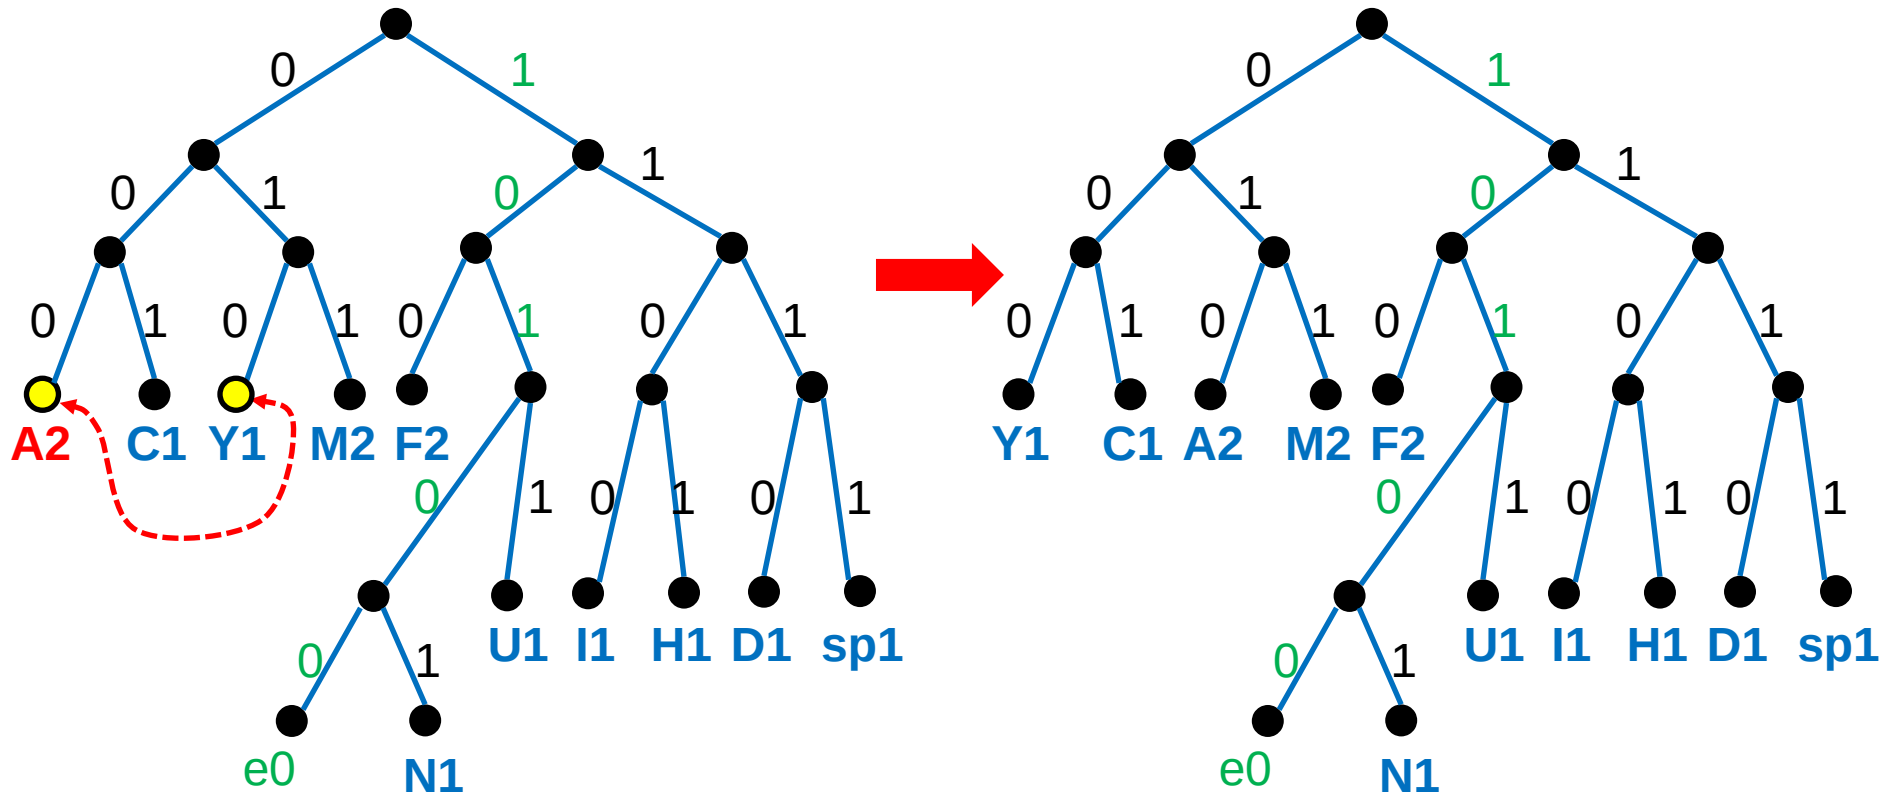 0 1 0 1
0 1 0 1 0 1 0 1
0 1 0 1 0 1 0 1 0 1 0 1 0 1 0 1
A2 C1 Y1 M2 F2 Y1 C1 A2 M2 F2
0 1 0 1 0 1 0 1 0 1 0 1
U1 I1 H1 D1 sp1 U1 I1 H1 D1 sp1
0 1 0 1
e0 N1 e0 N1